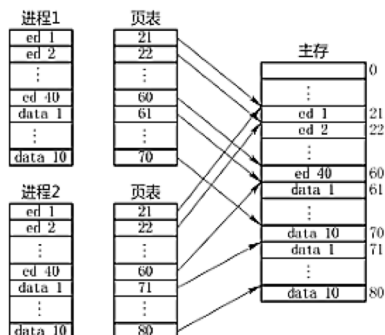 进程1
ed 1
ed 2
⋮
ed 40
data 1
⋮
data 10
页表
21
22
⋮
60
61
⋮
70
主存
0
⋮
ed 1 21
ed 2 22
⋮
ed 40 60
data 1 61
⋮
data 10 70
data 1 71
⋮
data 10 80
进程2
ed 1
ed 2
⋮
ed 40
data 1
⋮
data 10
页表
21
22
⋮
60
71
⋮
80